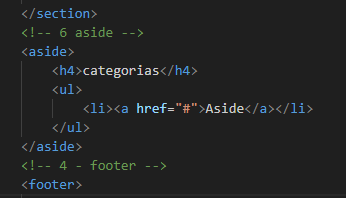 </section>
<!-- 6 aside -->
<aside>
<h4>categorias</h4>
<ul>
<li><a href="#">Aside</a></li>
</ul>
</aside>
<!-- 4 - footer -->
<footer>